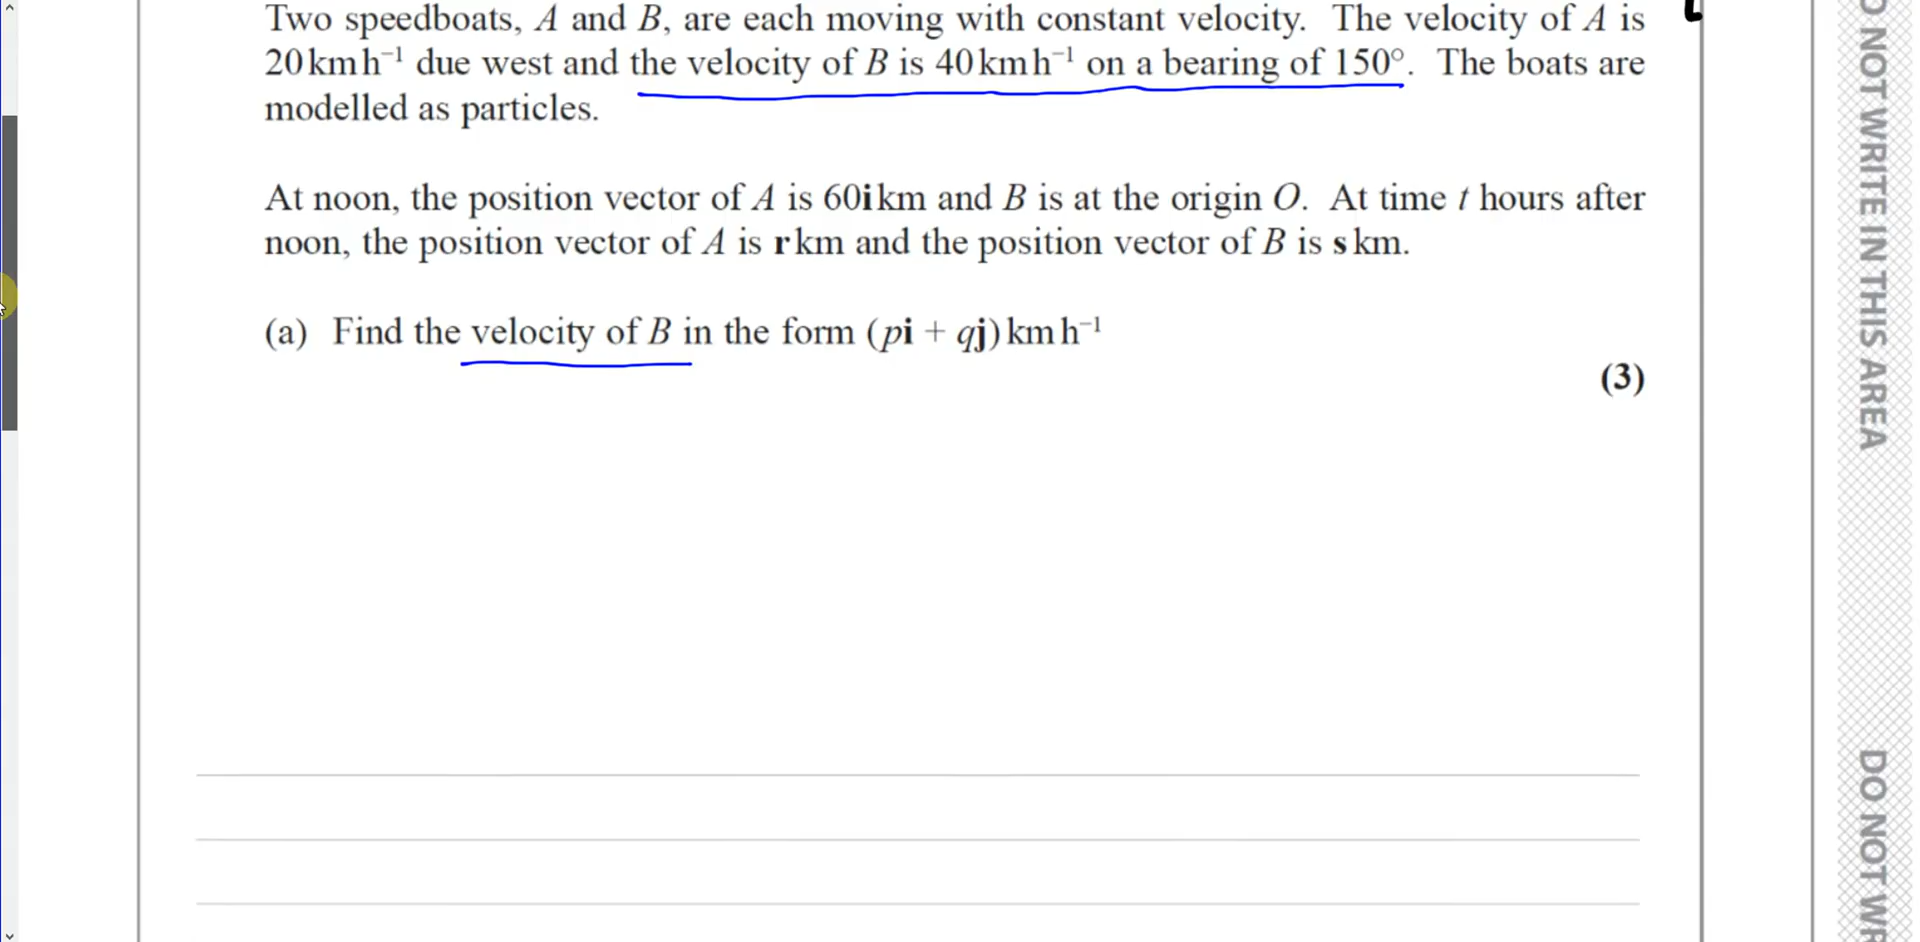 Two speedboats, A and B, are each moving with constant velocity. The velocity of A is
20 km h⁻¹ due west and the velocity of B is 40 km h⁻¹ on a bearing of 150°. The boats are
modelled as particles.
At noon, the position vector of A is 60i km and B is at the origin O. At time t hours after
noon, the position vector of A is r km and the position vector of B is s km.
(a) Find the velocity of B in the form (pi + qj) km h⁻¹
(3)
O NOT WRITE IN THIS AREA
DO NOT WR